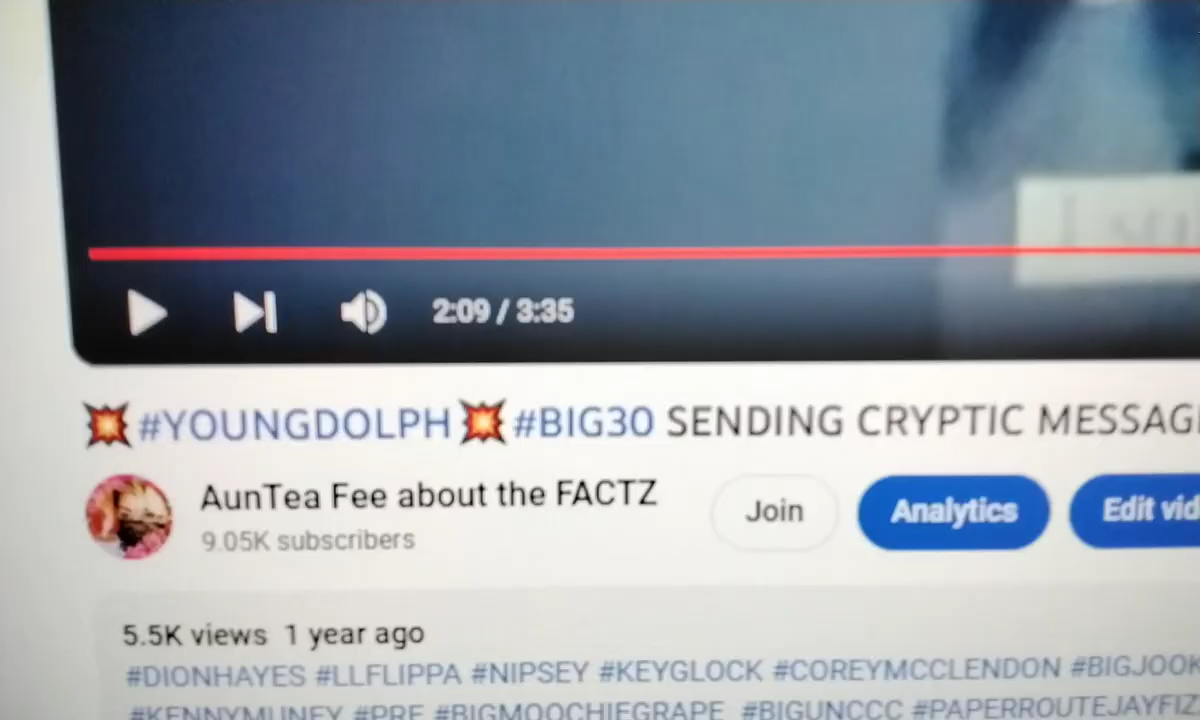 2:09 / 3:35
💥#YOUNGDOLPH💥#BIG30 SENDING CRYPTIC MESSAG
AunTea Fee about the FACTZ
Join
Analytics
Edit vid
9.05K subscribers
5.5K views 1 year ago
#DIONHAYES #LLFLIPPA #NIPSEY #KEYGLOCK #COREYMCCLENDON #BIGJOOK
#KENNYMUNEY #PRE #BIGMOOCHIEGRAPE #BIGUNCCC #PAPERROUTEJAYFIZ